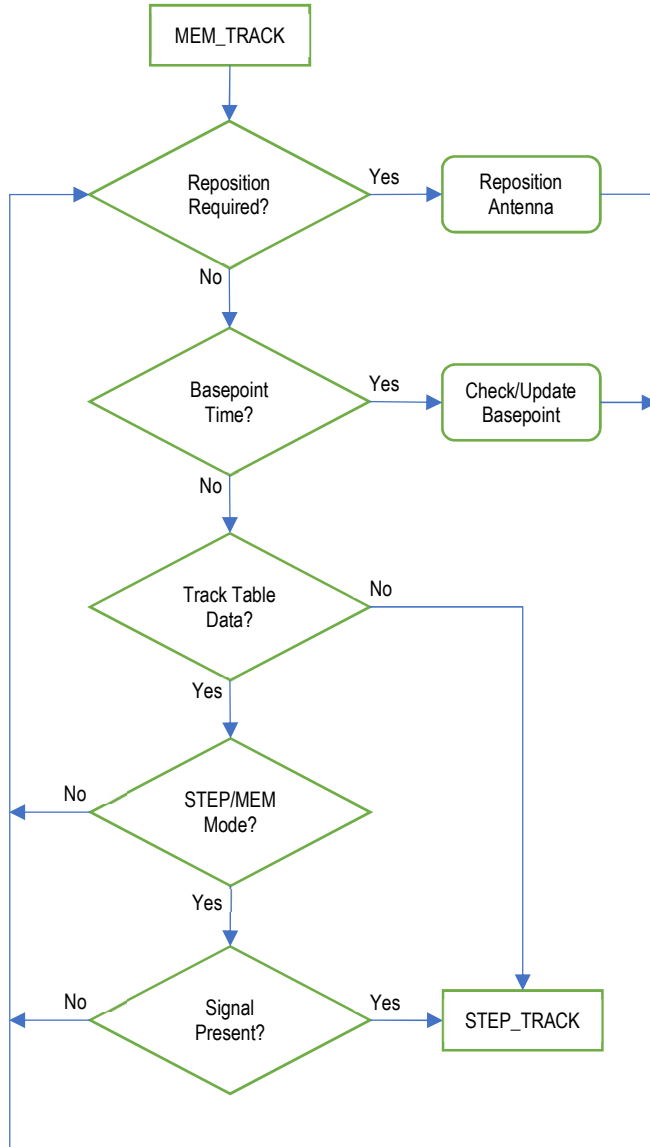 MEM_TRACK
Reposition
Required?
Yes
Reposition
Antenna
No
Basepoint
Time?
Yes
Check/Update
Basepoint
No
Track Table
Data?
No
Yes
STEP/MEM
Mode?
No
Yes
Signal
Present?
No
Yes
STEP_TRACK